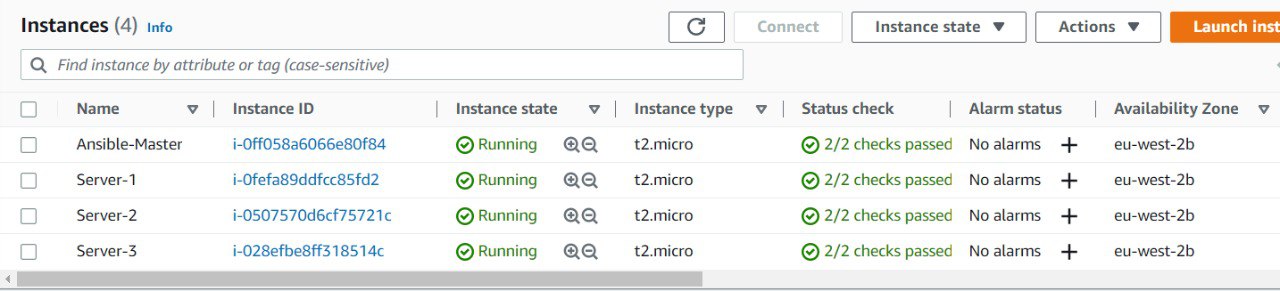 Instances (4) Info Connect Instance state Actions Launch inst
Find instance by attribute or tag (case-sensitive)
Name Instance ID Instance state Instance type Status check Alarm status Availability Zone
Ansible-Master i-0ff058a6066e80f84 Running t2.micro 2/2 checks passed No alarms + eu-west-2b
Server-1 i-0fefa89ddfcc85fd2 Running t2.micro 2/2 checks passed No alarms + eu-west-2b
Server-2 i-0507570d6cf75721c Running t2.micro 2/2 checks passed No alarms + eu-west-2b
Server-3 i-028efbe8ff318514c Running t2.micro 2/2 checks passed No alarms + eu-west-2b